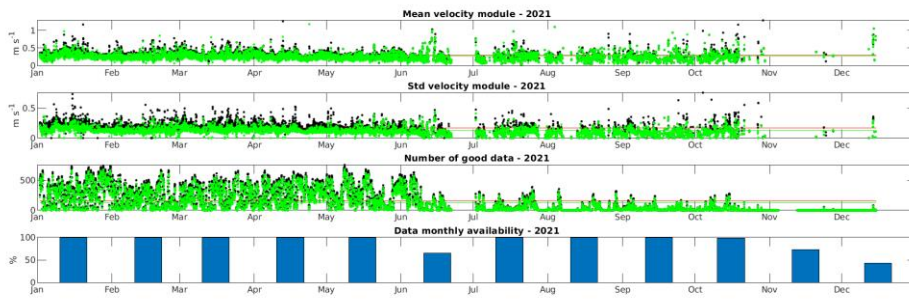 Mean velocity module - 2021
m s-1
1
0.5
0
Jan Feb Mar Apr May Jun Jul Aug Sep Oct Nov Dec
Std velocity module - 2021
m s-1
0.5
0
Jan Feb Mar Apr May Jun Jul Aug Sep Oct Nov Dec
Number of good data - 2021
500
0
Jan Feb Mar Apr May Jun Jul Aug Sep Oct Nov Dec
Data monthly availability - 2021
%
100
50
0
Jan Feb Mar Apr May Jun Jul Aug Sep Oct Nov Dec